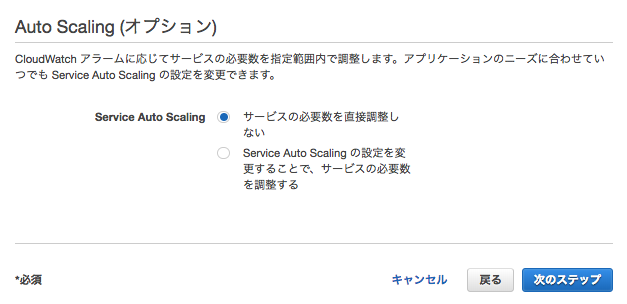 Auto Scaling (オプション)
CloudWatch アラームに応じてサービスの必要数を指定範囲内で調整します。アプリケーションのニーズに合わせてい
つでも Service Auto Scaling の設定を変更できます。
Service Auto Scaling
サービスの必要数を直接調整し
ない
Service Auto Scaling の設定を変
更することで、サービスの必要数
を調整する
*必須
キャンセル
戻る
次のステップ